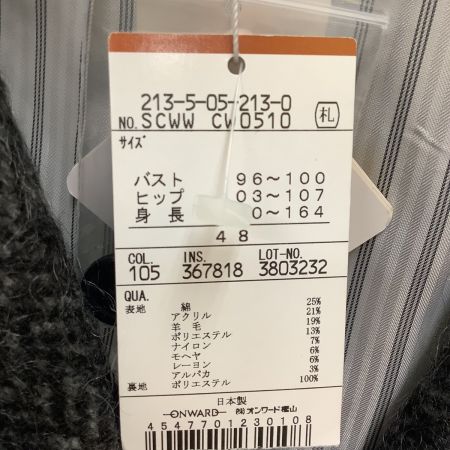 213-5-05-213-0
NO. SCWW CW0510 札
サイズ
バスト 96～100
ヒップ 03～107
身長 0～164
48
COL. INS. LOT-NO.
105 367818 3803232
QUA.
表地 綿 25%
アクリル 21%
羊毛 19%
ポリエステル 13%
ナイロン 7%
モヘヤ 6%
レーヨン 6%
アルパカ 3%
裏地 ポリエステル 100%
日本製
ONWARD ㈱オンワード樫山
4547701230108